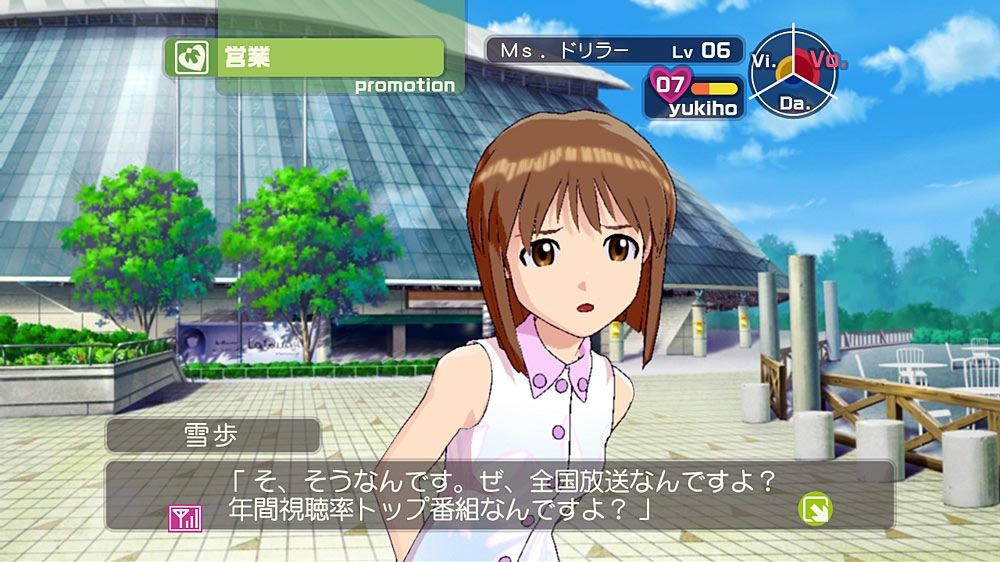 営業
promotion
Ms．ドリラー Lv 06
07
yukiho
Vi. Vo.
Da.
雪歩
「そ、そうなんです。ぜ、全国放送なんですよ？
年間視聴率トップ番組なんですよ？」